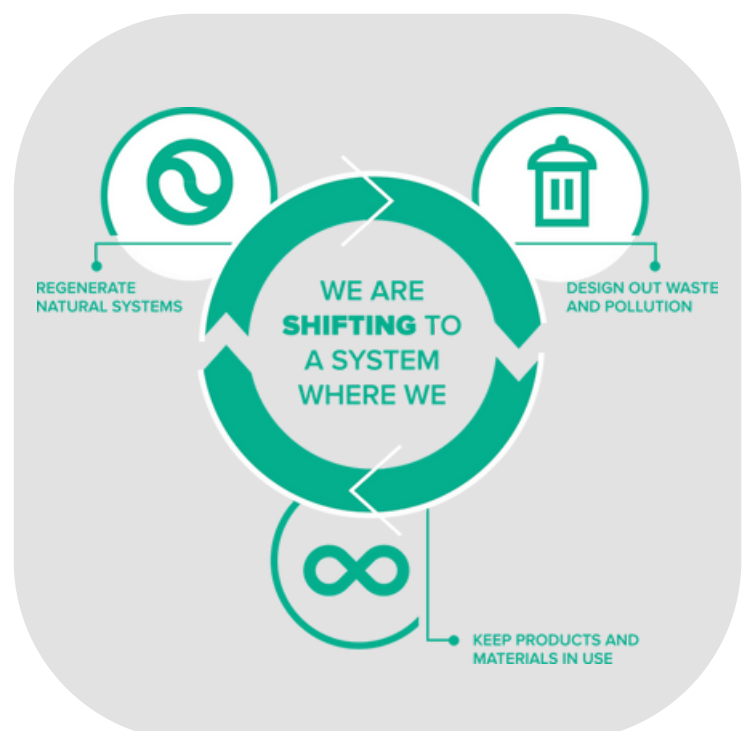 WE ARE
SHIFTING TO
A SYSTEM
WHERE WE
REGENERATE
NATURAL SYSTEMS
DESIGN OUT WASTE
AND POLLUTION
KEEP PRODUCTS AND
MATERIALS IN USE